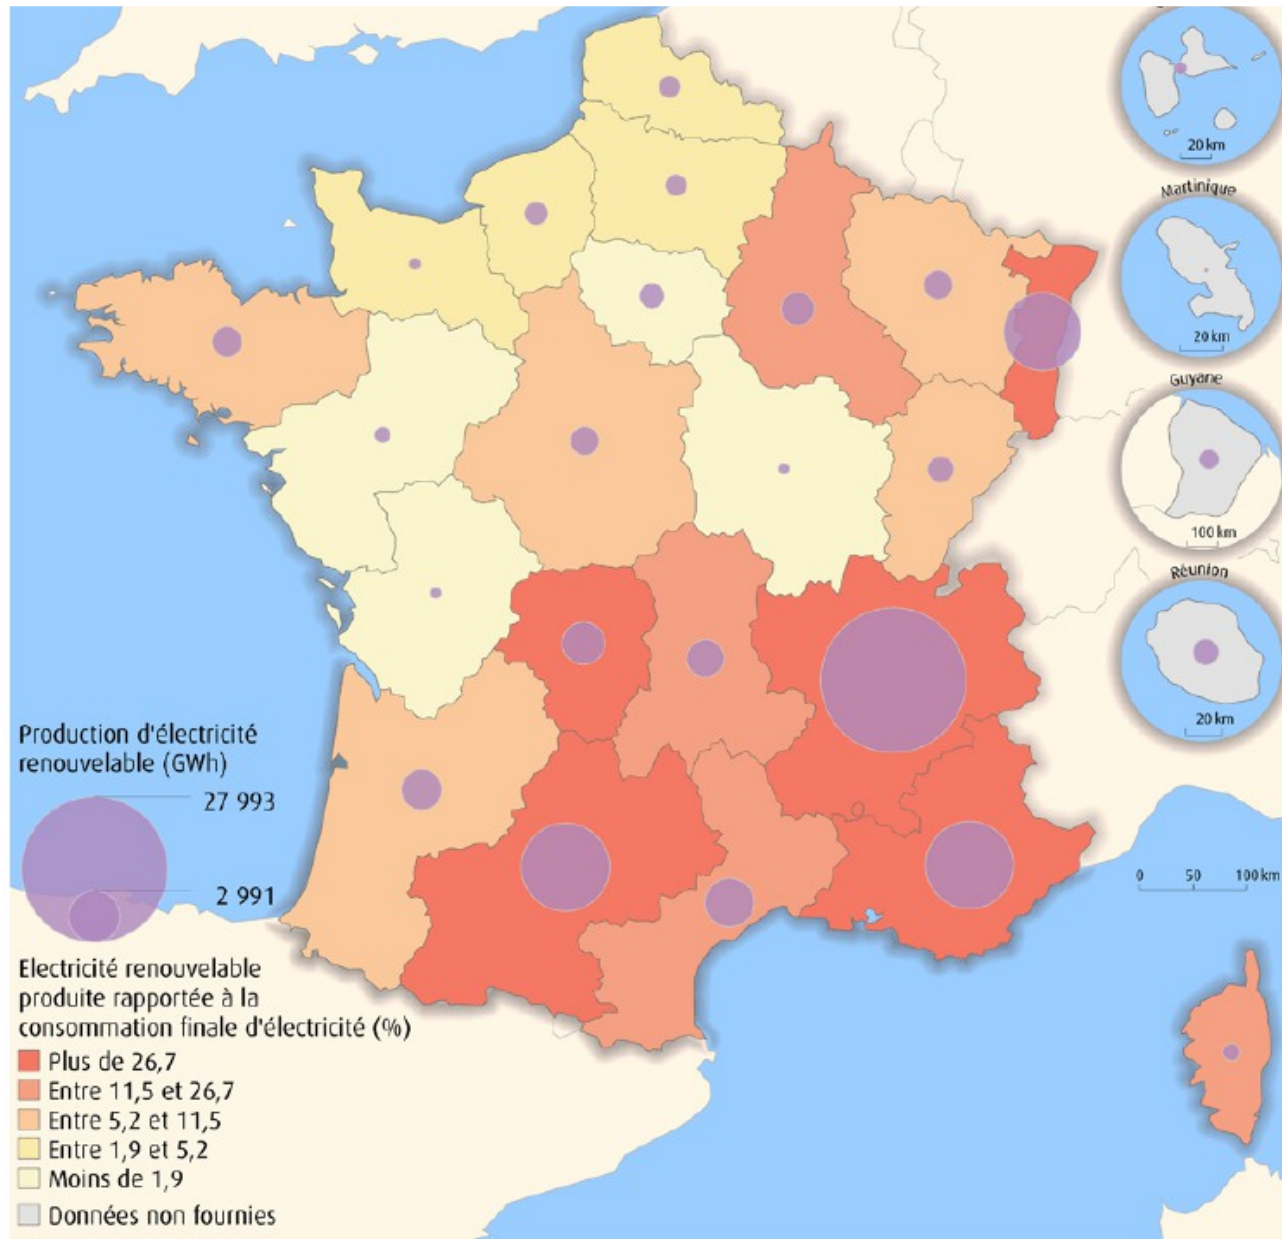 20 km
Martinique
20 km
Guyane
100 km
Réunion
20 km
Production d'électricité
renouvelable (GWh)
27 993
2 991
0 50 100 km
Electricité renouvelable
produite rapportée à la
consommation finale d'électricité (%)
Plus de 26,7
Entre 11,5 et 26,7
Entre 5,2 et 11,5
Entre 1,9 et 5,2
Moins de 1,9
Données non fournies